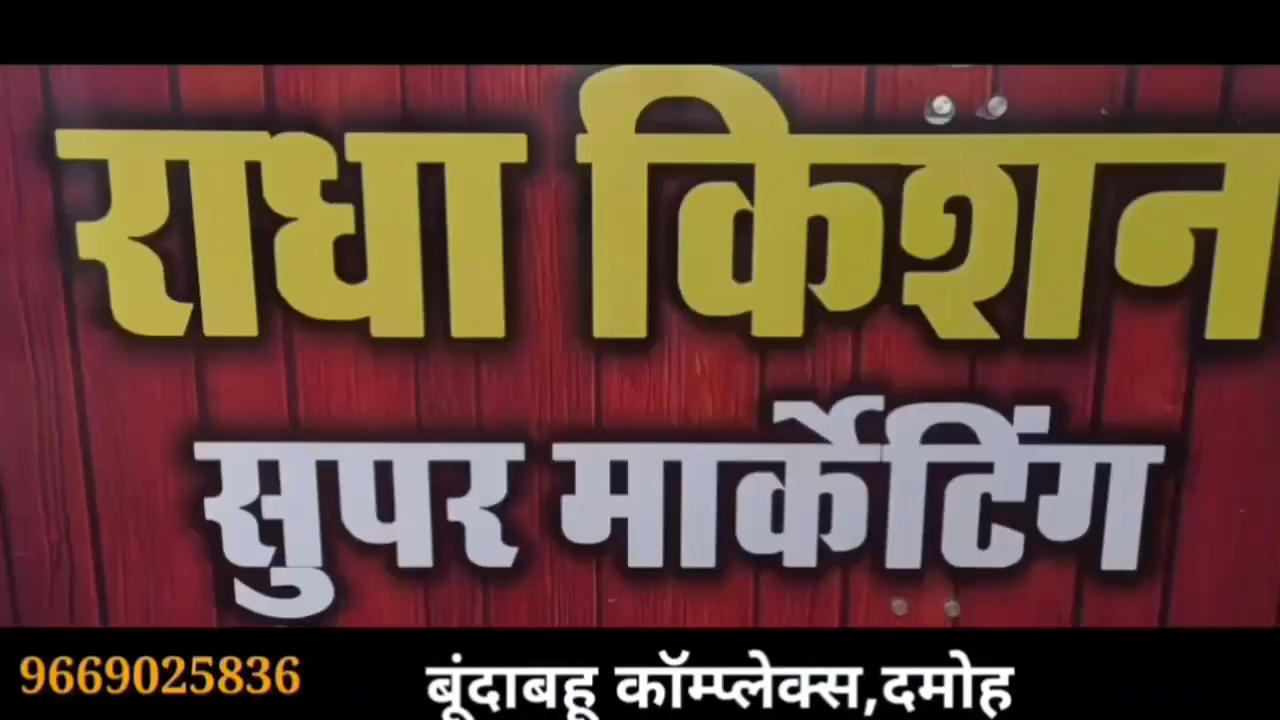 राधा किशन
सुपर मार्केटिंग
9669025836 बूंदाबहू कॉम्प्लेक्स,दमोह